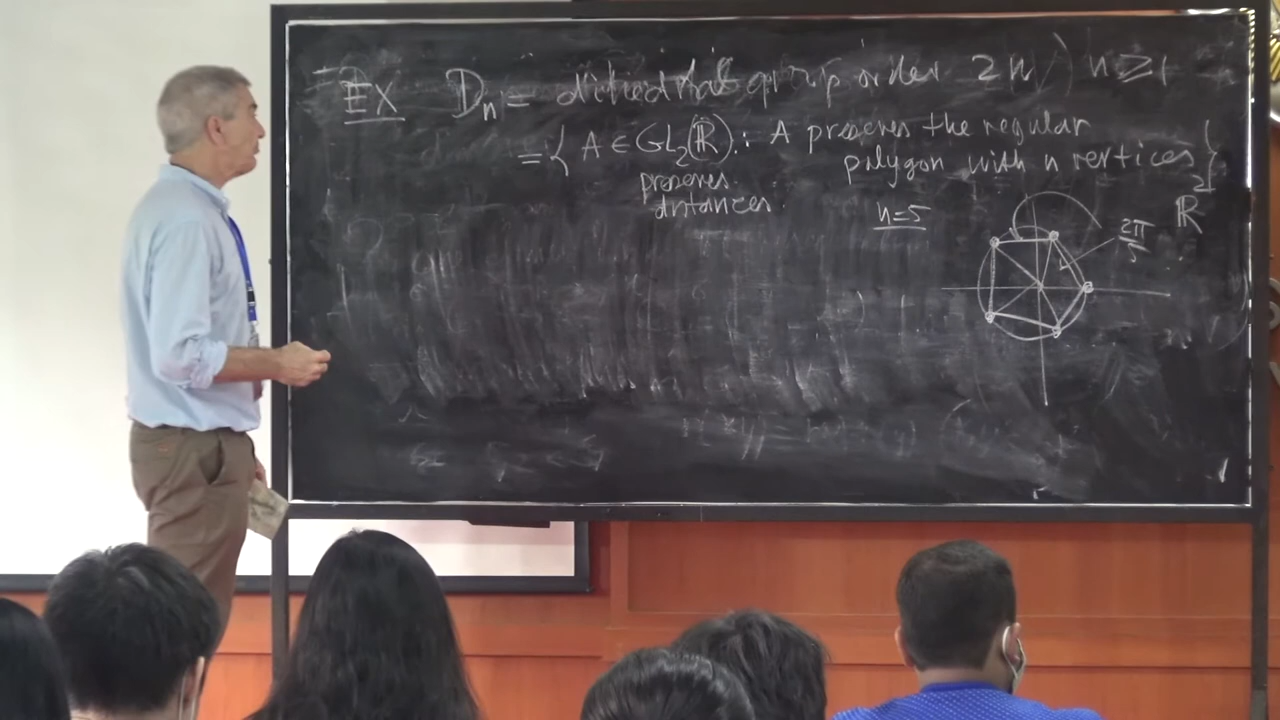 EX Dn = dihedral group order 2n, n ≥ 1
= { A ∈ GL2(ℝ) : A preserves the regular
polygon with n vertices }
preserves
distances
n=5
ℝ2
2π/5